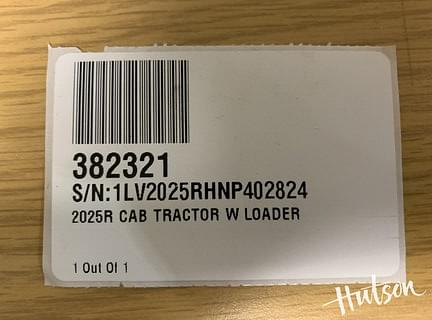 382321
S/N:1LV2025RHNP402824
2025R CAB TRACTOR W LOADER
1 Out Of 1
Hutson